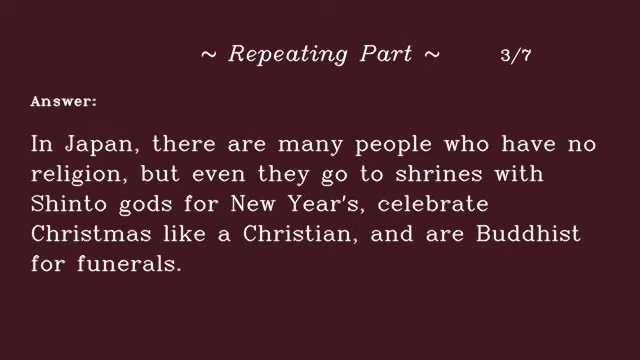 ~ Repeating Part ~ 3/7
Answer:
In Japan, there are many people who have no
religion, but even they go to shrines with
Shinto gods for New Year's, celebrate
Christmas like a Christian, and are Buddhist
for funerals.